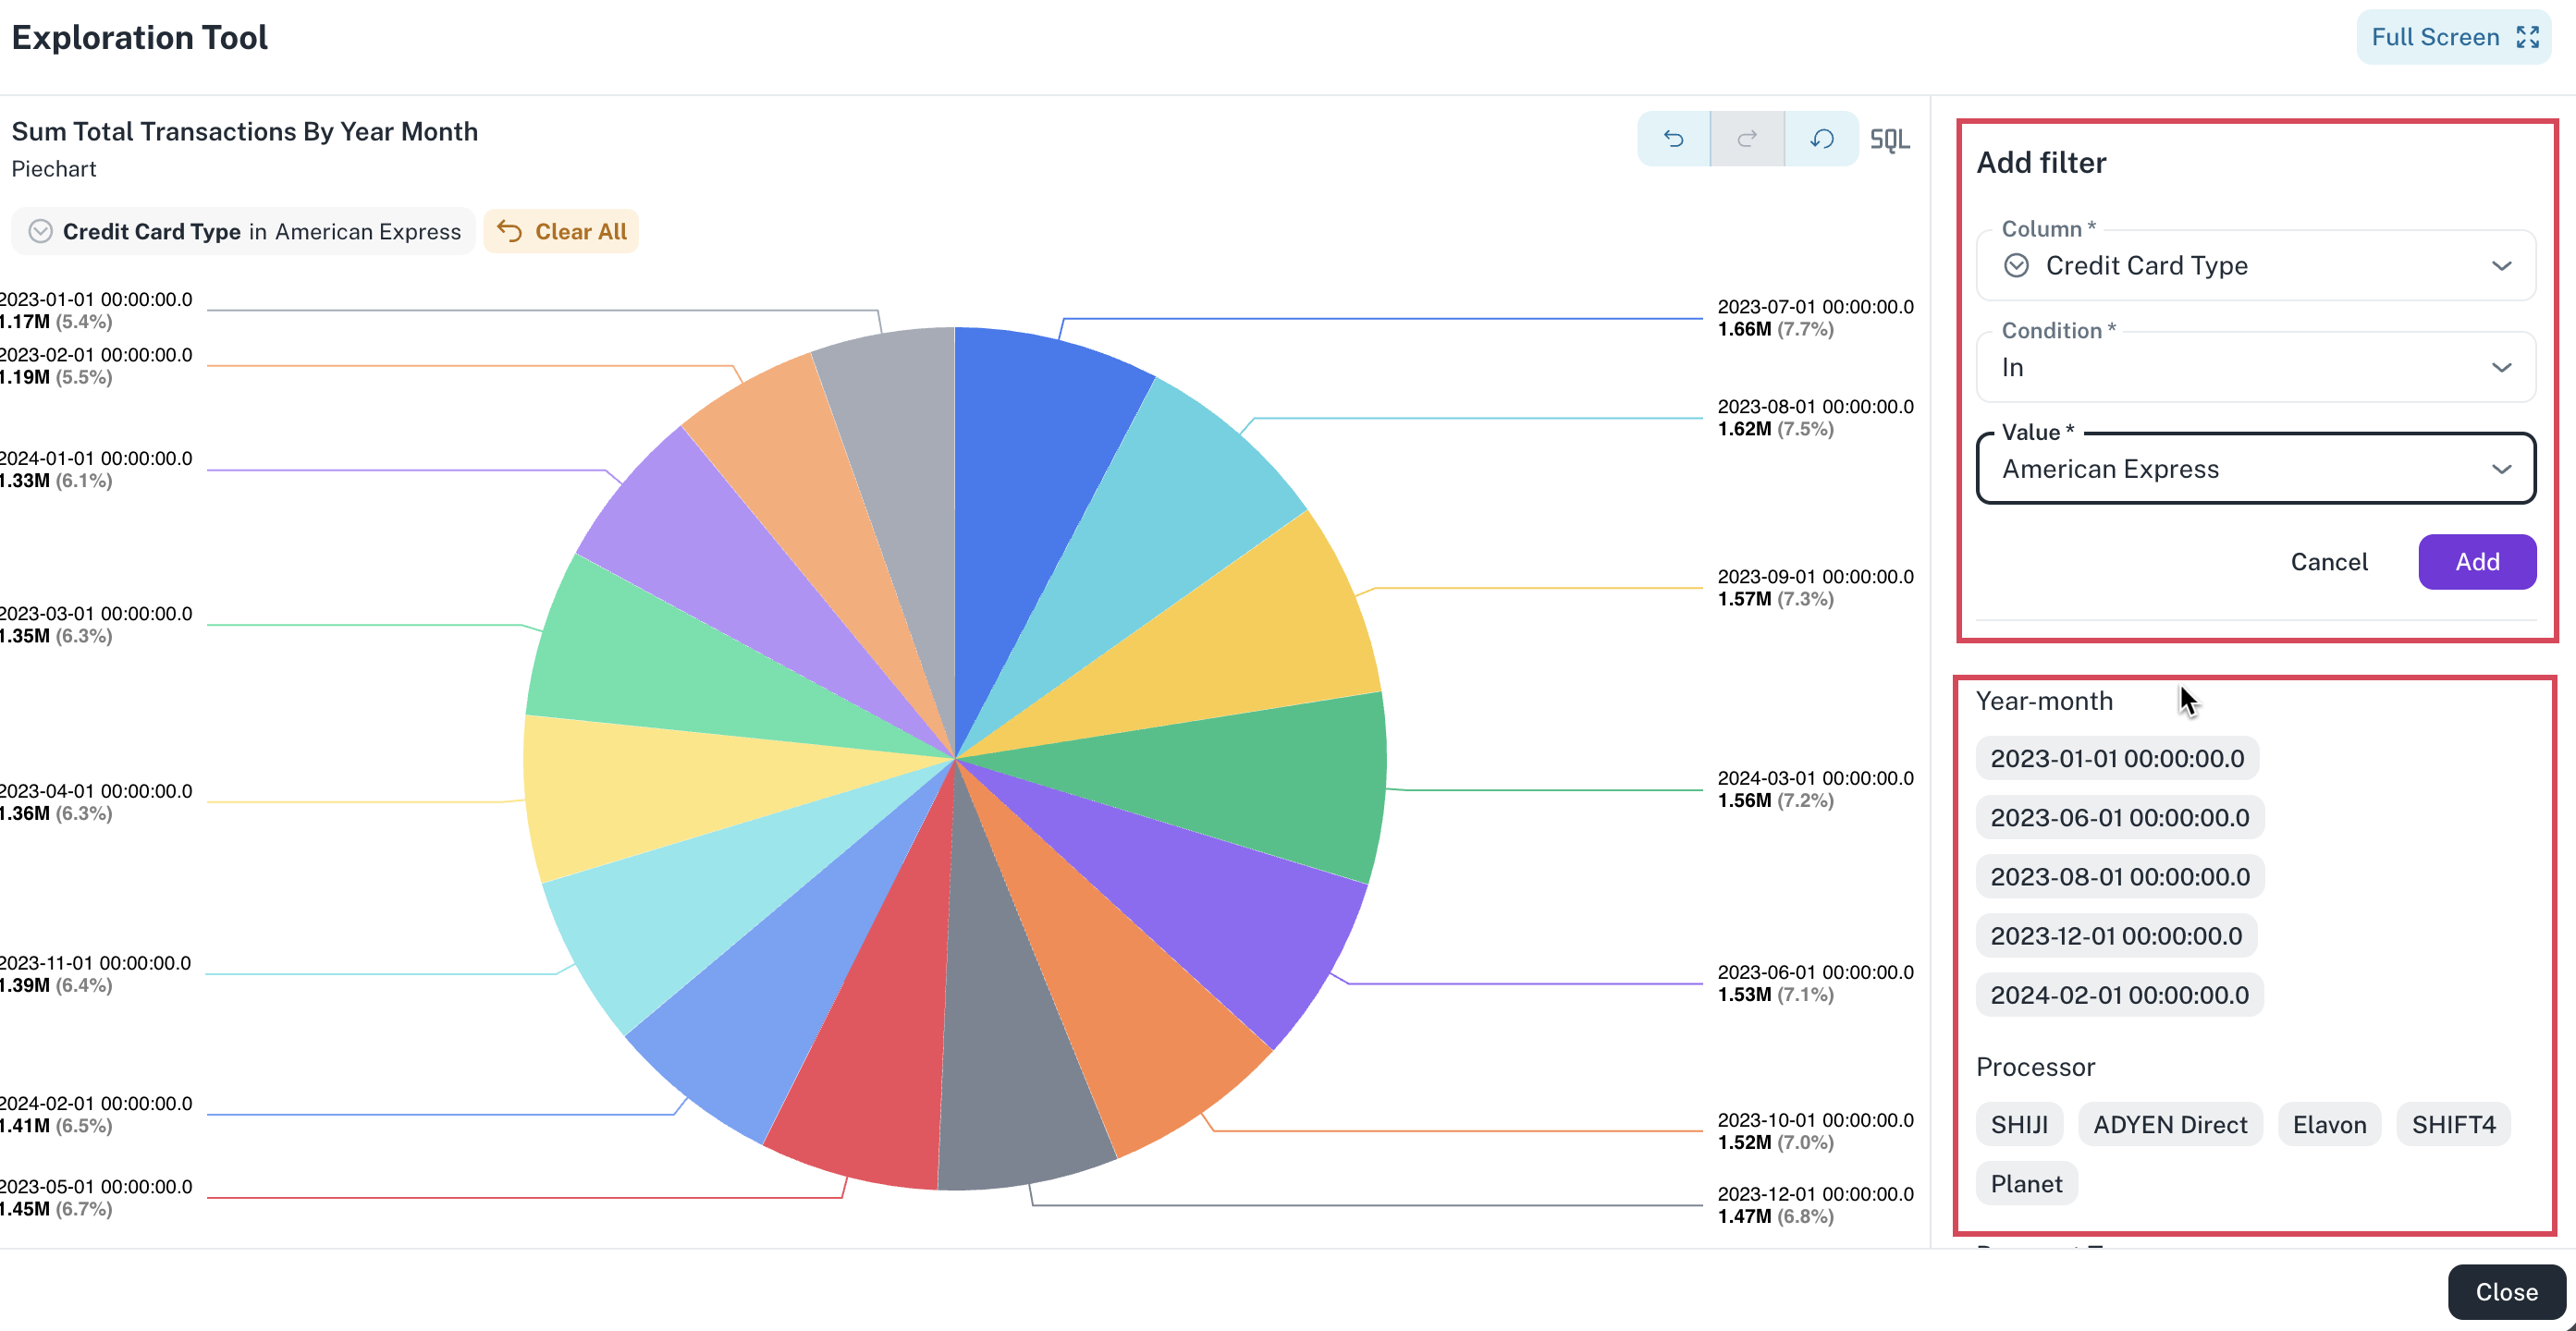 Exploration Tool
Full Screen
Sum Total Transactions By Year Month
Piechart
SQL
Credit Card Type in American Express
Clear All
2023-01-01 00:00:00.0
1.17M (5.4%)
2023-02-01 00:00:00.0
1.19M (5.5%)
2024-01-01 00:00:00.0
1.33M (6.1%)
2023-03-01 00:00:00.0
1.35M (6.3%)
2023-04-01 00:00:00.0
1.36M (6.3%)
2023-11-01 00:00:00.0
1.39M (6.4%)
2024-02-01 00:00:00.0
1.41M (6.5%)
2023-05-01 00:00:00.0
1.45M (6.7%)
2023-07-01 00:00:00.0
1.66M (7.7%)
2023-08-01 00:00:00.0
1.62M (7.5%)
2023-09-01 00:00:00.0
1.57M (7.3%)
2024-03-01 00:00:00.0
1.56M (7.2%)
2023-06-01 00:00:00.0
1.53M (7.1%)
2023-10-01 00:00:00.0
1.52M (7.0%)
2023-12-01 00:00:00.0
1.47M (6.8%)
Add filter
Column *
Credit Card Type
Condition *
In
Value *
American Express
Cancel Add
Year-month
2023-01-01 00:00:00.0
2023-06-01 00:00:00.0
2023-08-01 00:00:00.0
2023-12-01 00:00:00.0
2024-02-01 00:00:00.0
Processor
SHIJI ADYEN Direct Elavon SHIFT4
Planet
Close